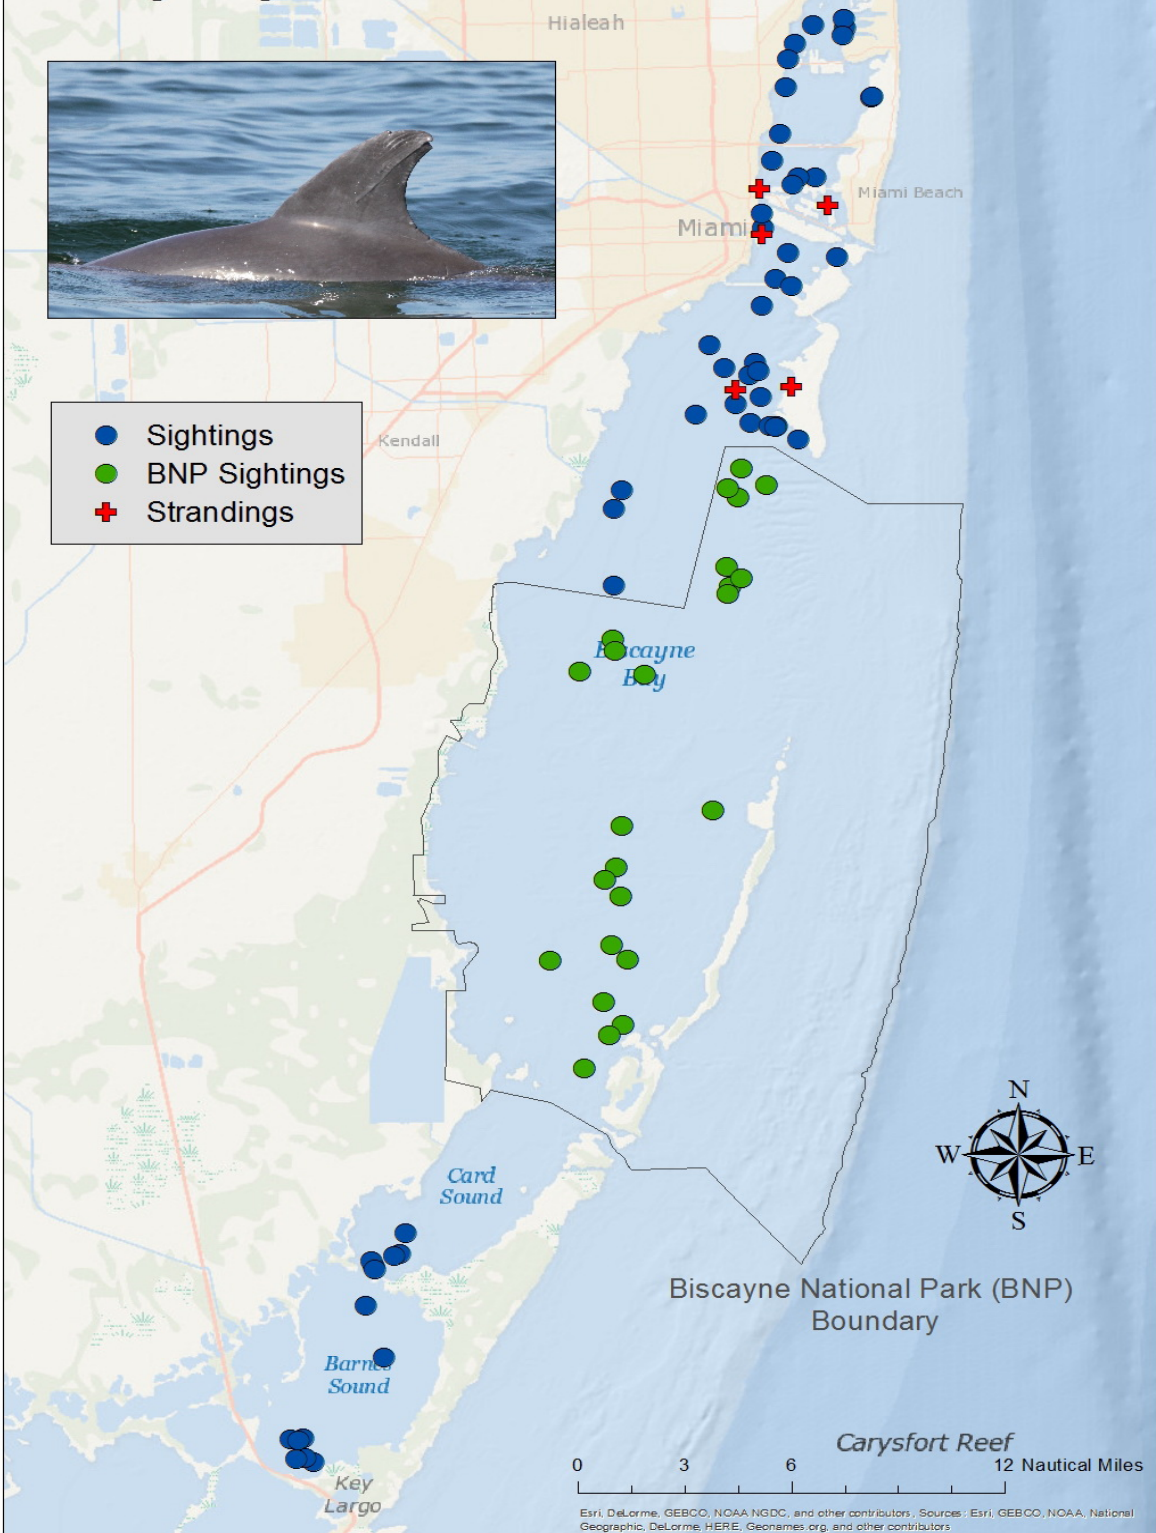 Hialeah
Miami Beach
Miami
Sightings
BNP Sightings
Strandings
Kendall
Biscayne
Bay
Card
Sound
N
W
E
S
Biscayne National Park (BNP)
Boundary
Barnes
Sound
Carysfort Reef
0 3 6 12 Nautical Miles
Key
Largo
Esri, DeLorme, GEBCO, NOAA NGDC, and other contributors, Sources: Esri, GEBCO, NOAA, National
Geographic, DeLorme, HERE, Geonames.org, and other contributors